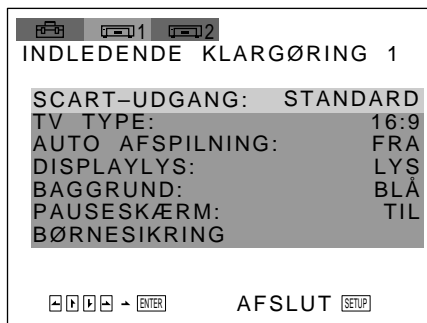 1 2
INDLEDENDE KLARGØRING 1
SCART–UDGANG: STANDARD
TV TYPE: 16:9
AUTO AFSPILNING: FRA
DISPLAYLYS: LYS
BAGGRUND: BLÅ
PAUSESKÆRM: TIL
BØRNESIKRING
ENTER AFSLUT SETUP